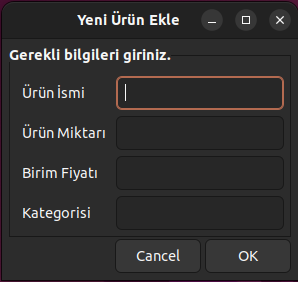 Yeni Ürün Ekle
Gerekli bilgileri giriniz.
Ürün İsmi
Ürün Miktarı
Birim Fiyatı
Kategorisi
Cancel OK